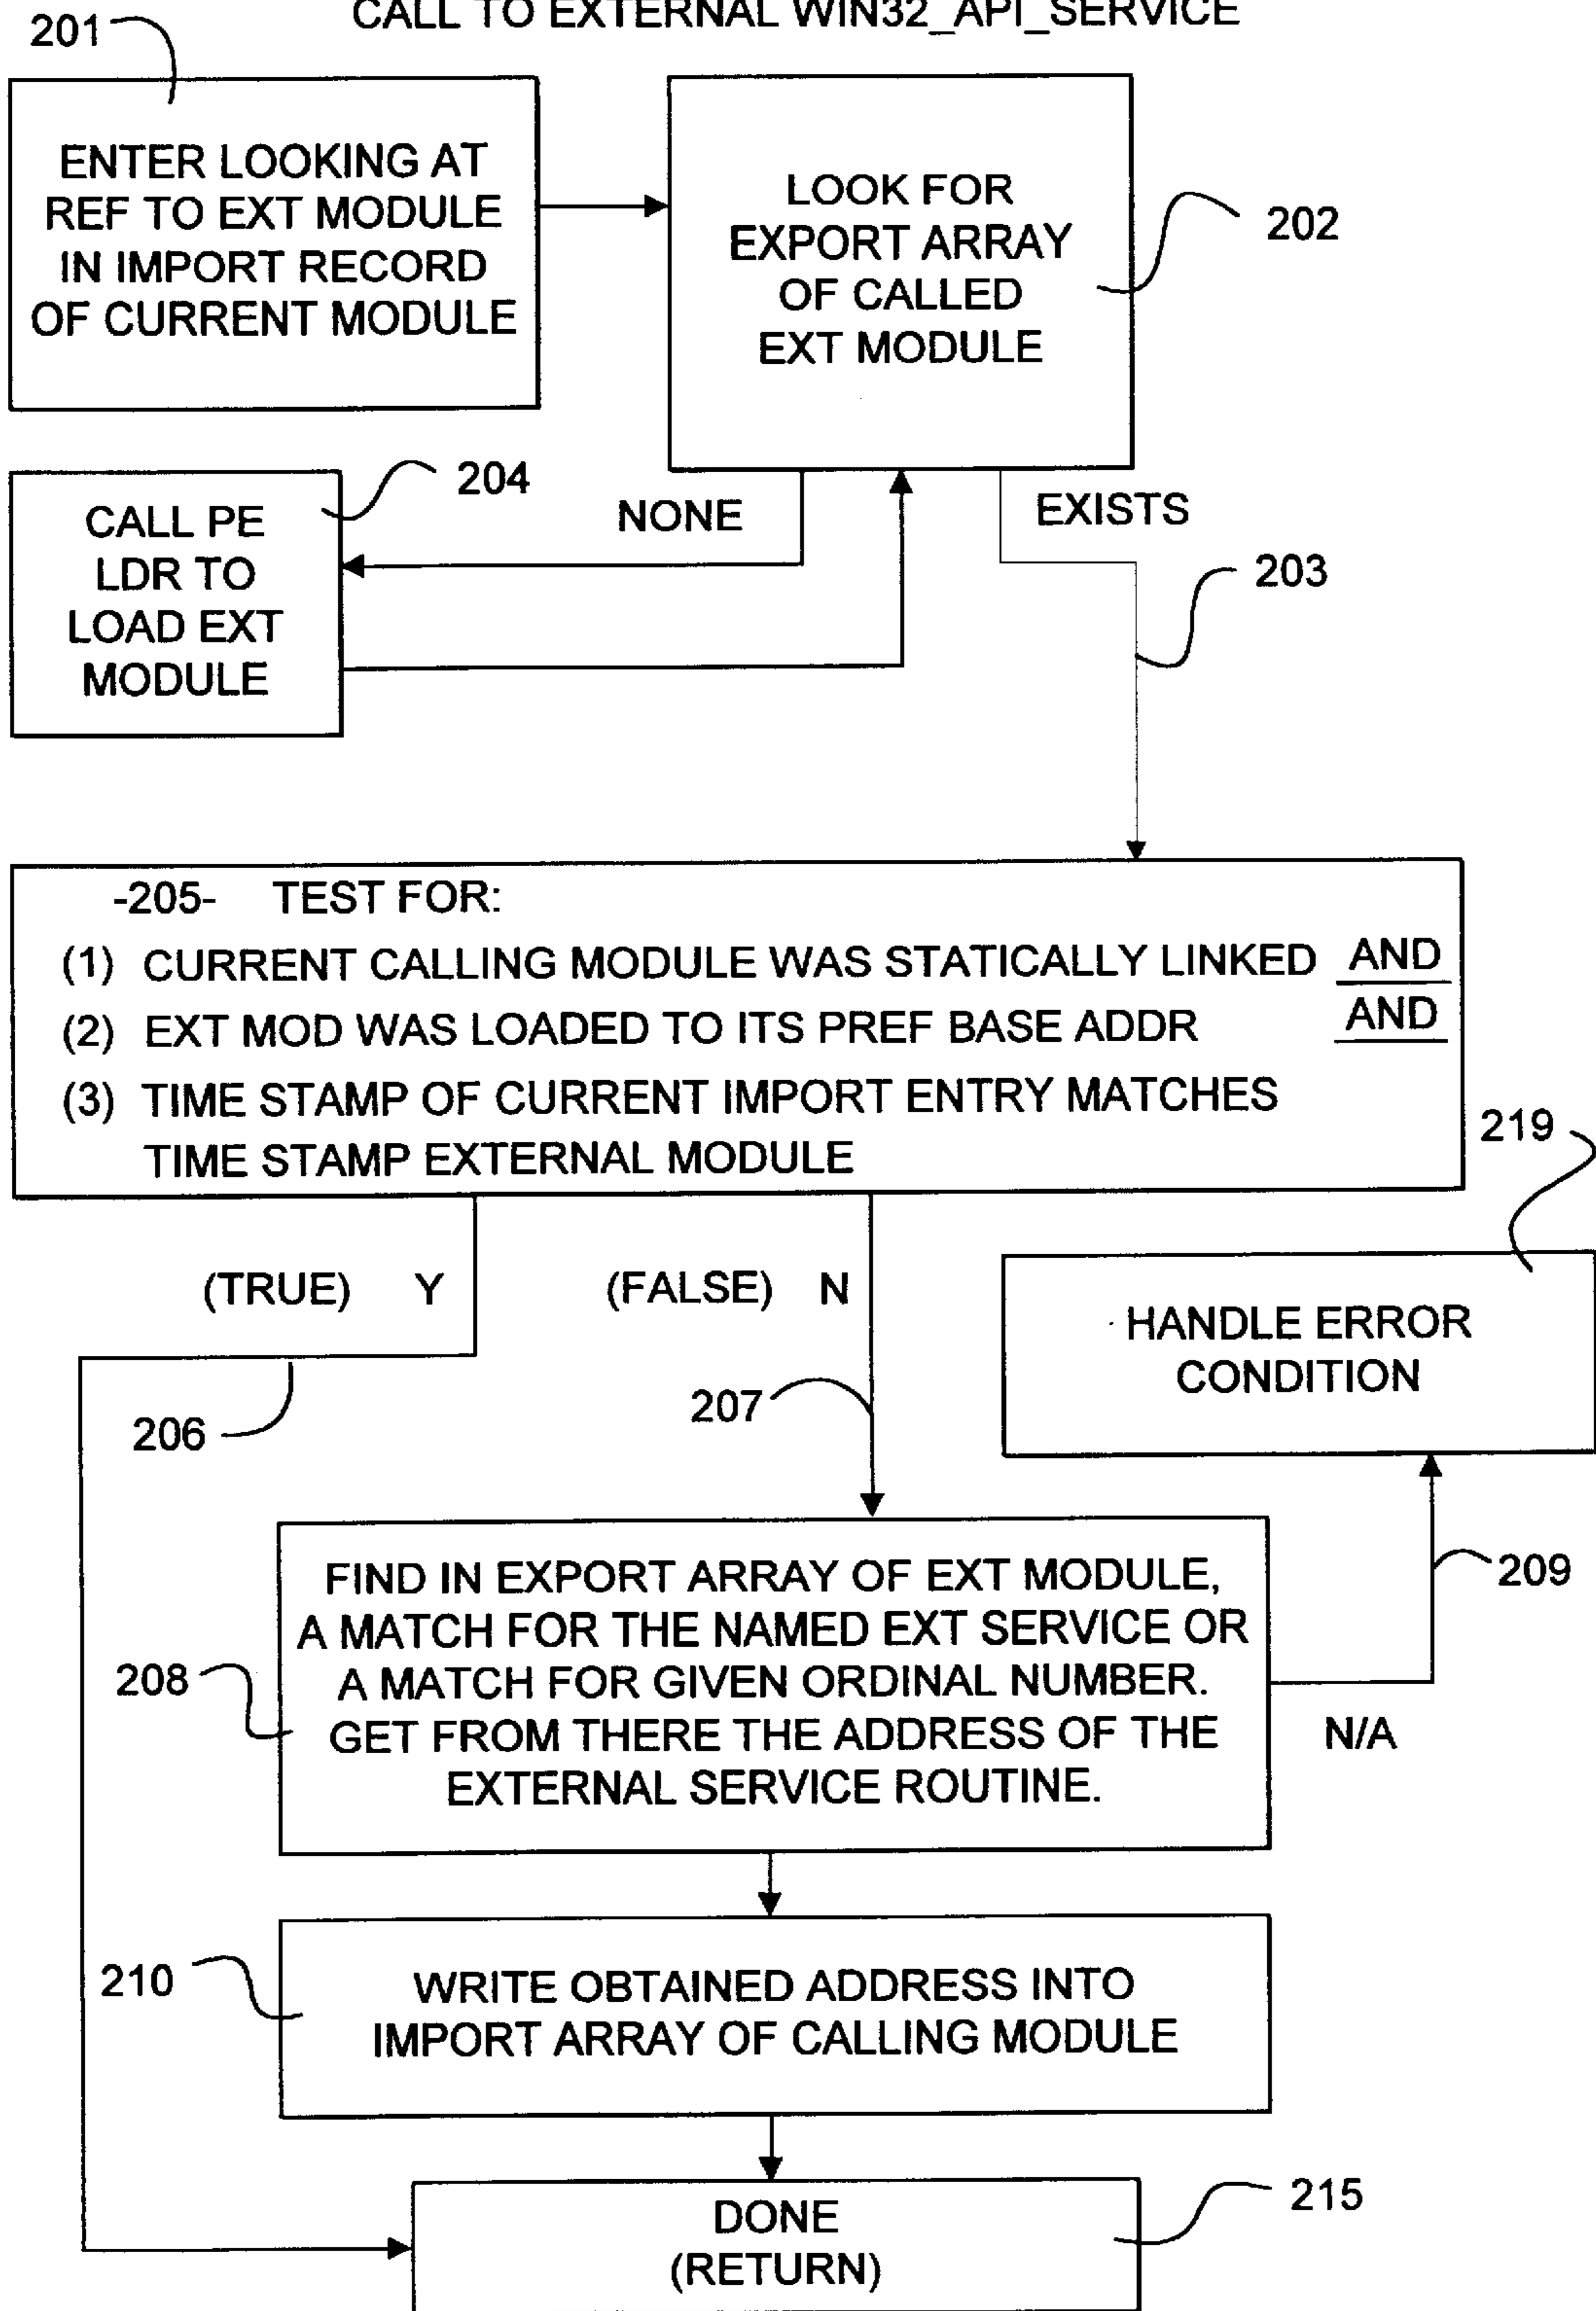 CALL TO EXTERNAL WIN32_API_SERVICE
201
ENTER LOOKING AT
REF TO EXT MODULE
IN IMPORT RECORD
OF CURRENT MODULE
LOOK FOR
EXPORT ARRAY
OF CALLED
EXT MODULE
202
204
CALL PE
LDR TO
LOAD EXT
MODULE
NONE
EXISTS
203
-205- TEST FOR:
(1) CURRENT CALLING MODULE WAS STATICALLY LINKED AND
(2) EXT MOD WAS LOADED TO ITS PREF BASE ADDR AND
(3) TIME STAMP OF CURRENT IMPORT ENTRY MATCHES
TIME STAMP EXTERNAL MODULE
219
(TRUE) Y
(FALSE) N
HANDLE ERROR
CONDITION
206
207
209
FIND IN EXPORT ARRAY OF EXT MODULE,
A MATCH FOR THE NAMED EXT SERVICE OR
A MATCH FOR GIVEN ORDINAL NUMBER.
GET FROM THERE THE ADDRESS OF THE
EXTERNAL SERVICE ROUTINE.
208
N/A
210
WRITE OBTAINED ADDRESS INTO
IMPORT ARRAY OF CALLING MODULE
DONE
(RETURN)
215